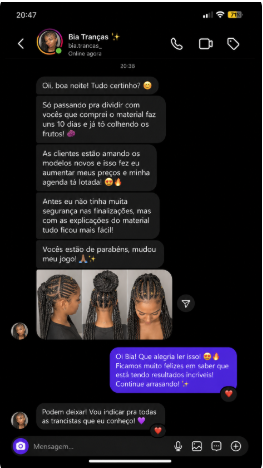 20:47
71
Bia Tranças ✨
bia.trancas_
Online agora
20:39
Oii, boa noite! Tudo certinho? 😊
Só passando pra dividir com
vocês que comprei o material faz
uns 10 dias e já tô colhendo os
frutos! 💜
As clientes estão amando os
modelos novos e isso fez eu
aumentar meus preços e minha
agenda tá lotada! 😍🔥
Antes eu não tinha muita
segurança nas finalizações, mas
com as explicações do material
tudo ficou mais fácil!
Vocês estão de parabéns, mudou
meu jogo! 🙏🏽✨
Oi Bia! Que alegria ler isso! 😍🔥
Ficamos muito felizes em saber que
está tendo resultados incríveis!
Continue arrasando! ✨
Podem deixar! Vou indicar pra todas
as trancistas que eu conheço! 💜
Mensagem...